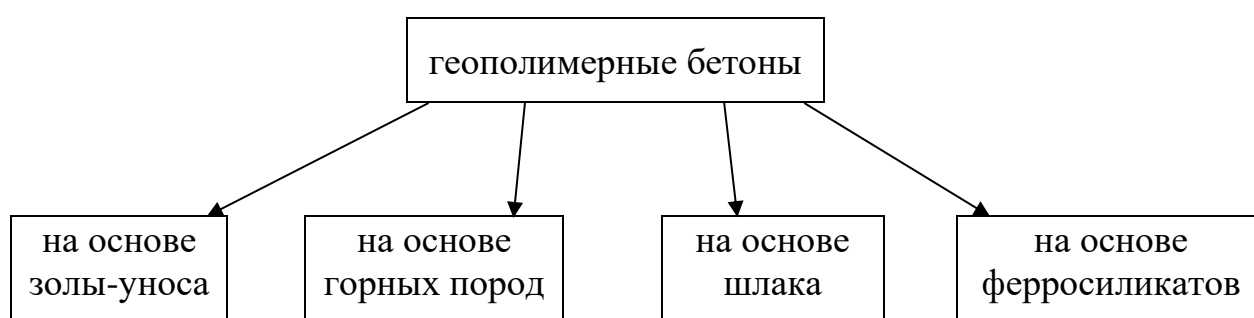 геополимерные бетоны
на основе
золы-уноса
на основе
горных пород
на основе
шлака
на основе
ферросиликатов